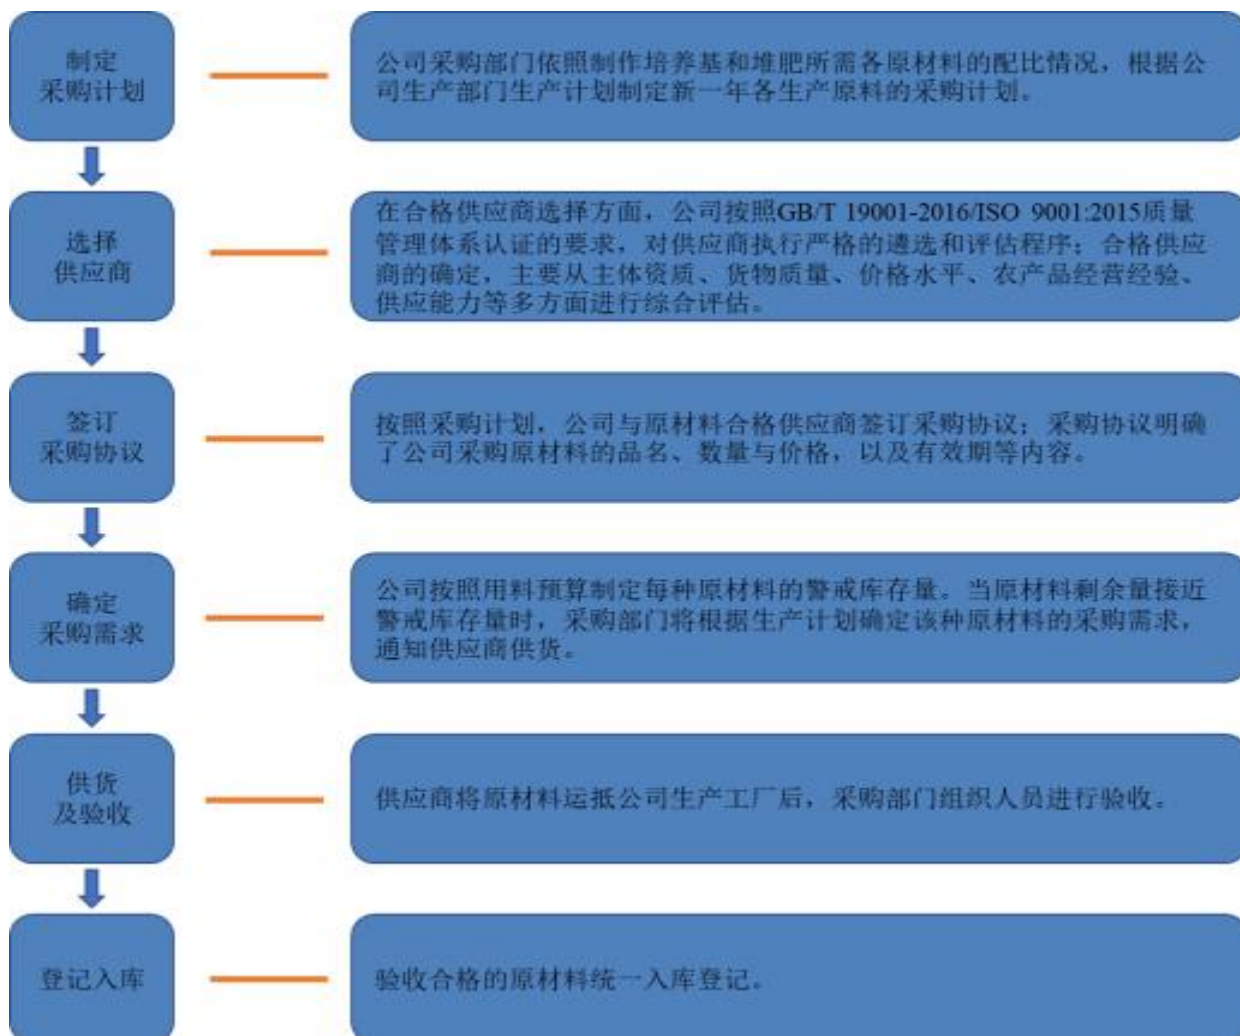 制定
采购计划
公司采购部门依照制作培养基和堆肥所需各原材料的配比情况，根据公
司生产部门生产计划制定新一年各生产原料的采购计划。
选择
供应商
在合格供应商选择方面，公司按照GB/T 19001-2016/ISO 9001:2015质量
管理体系认证的要求，对供应商执行严格的遴选和评估程序；合格供应
商的确定，主要从主体资质、货物质量、价格水平、农产品经营经验、
供应能力等多方面进行综合评估。
签订
采购协议
按照采购计划，公司与原材料合格供应商签订采购协议；采购协议明确
了公司采购原材料的品名、数量与价格，以及有效期等内容。
确定
采购需求
公司按照用料预算制定每种原材料的警戒库存量。当原材料剩余量接近
警戒库存量时，采购部门将根据生产计划确定该种原材料的采购需求，
通知供应商供货。
供货
及验收
供应商将原材料运抵公司生产工厂后，采购部门组织人员进行验收。
登记入库
验收合格的原材料统一入库登记。